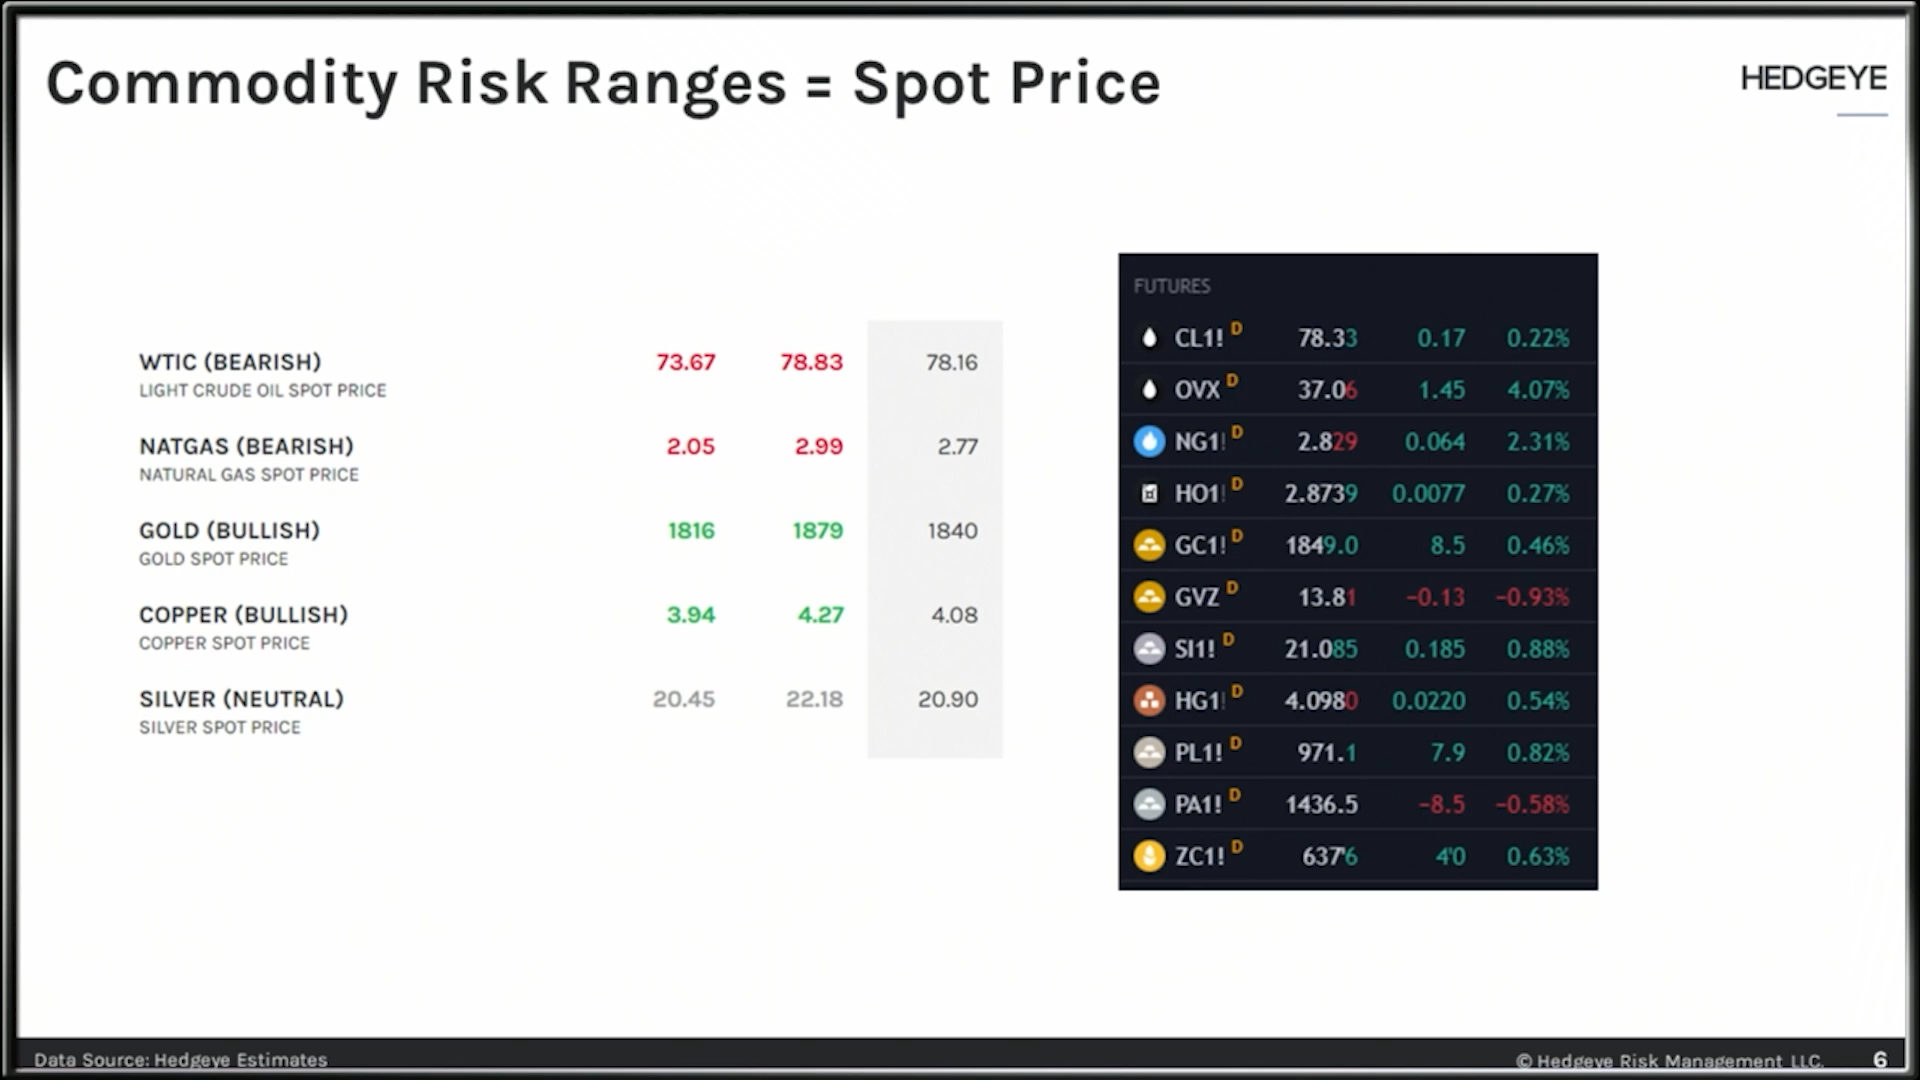 Commodity Risk Ranges = Spot Price
HEDGEYE
WTIC (BEARISH) 73.67 78.83 78.16
LIGHT CRUDE OIL SPOT PRICE
NATGAS (BEARISH) 2.05 2.99 2.77
NATURAL GAS SPOT PRICE
GOLD (BULLISH) 1816 1879 1840
GOLD SPOT PRICE
COPPER (BULLISH) 3.94 4.27 4.08
COPPER SPOT PRICE
SILVER (NEUTRAL) 20.45 22.18 20.90
SILVER SPOT PRICE
FUTURES
CL1! D 78.33 0.17 0.22%
OVX D 37.06 1.45 4.07%
NG1! D 2.829 0.064 2.31%
HO1! D 2.8739 0.0077 0.27%
GC1! D 1849.0 8.5 0.46%
GVZ D 13.81 −0.13 −0.93%
SI1! D 21.085 0.185 0.88%
HG1! D 4.0980 0.0220 0.54%
PL1! D 971.1 7.9 0.82%
PA1! D 1436.5 −8.5 −0.58%
ZC1! D 637'6 4'0 0.63%
Data Source: Hedgeye Estimates
© Hedgeye Risk Management LLC. 6